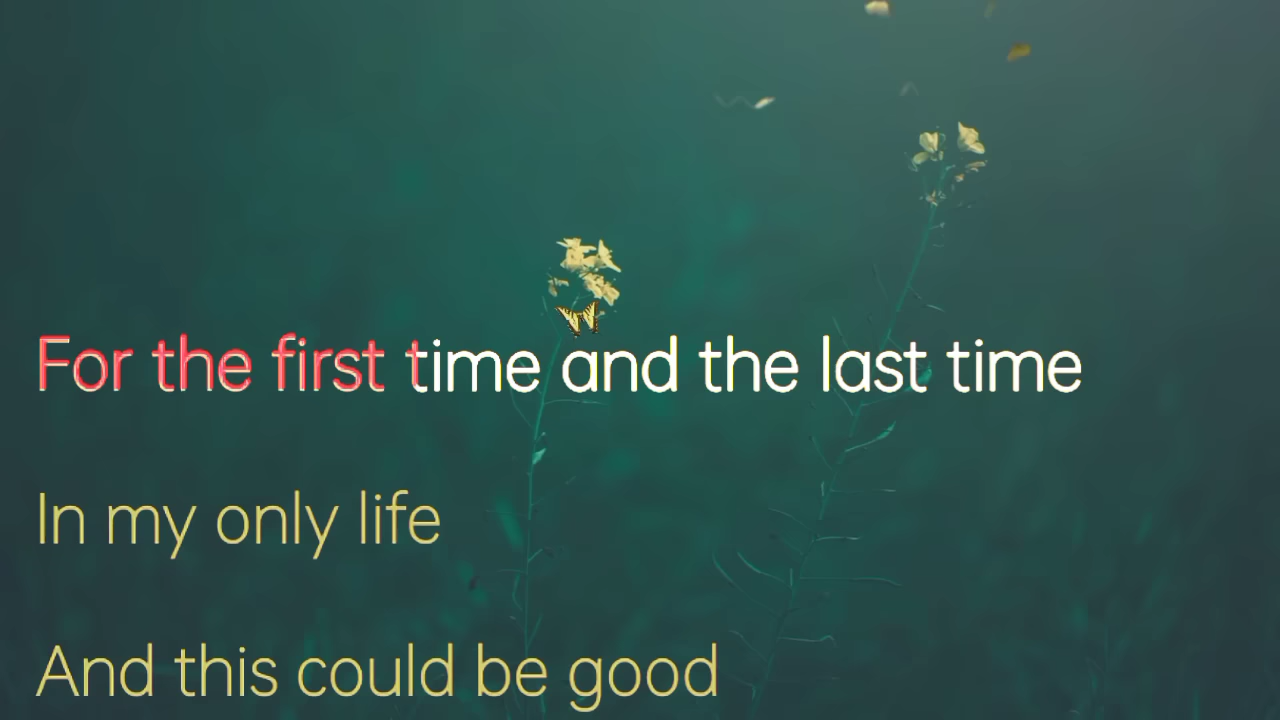 For the first time and the last time
In my only life
And this could be good